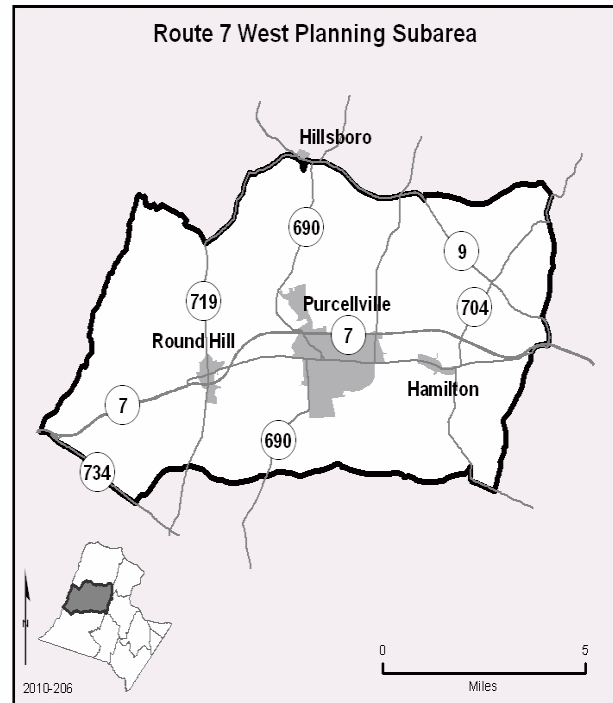 Route 7 West Planning Subarea
Hillsboro
690
9
719
Purcellville
704
7
Round Hill
Hamilton
7
690
734
N
0
5
Miles
2010-206